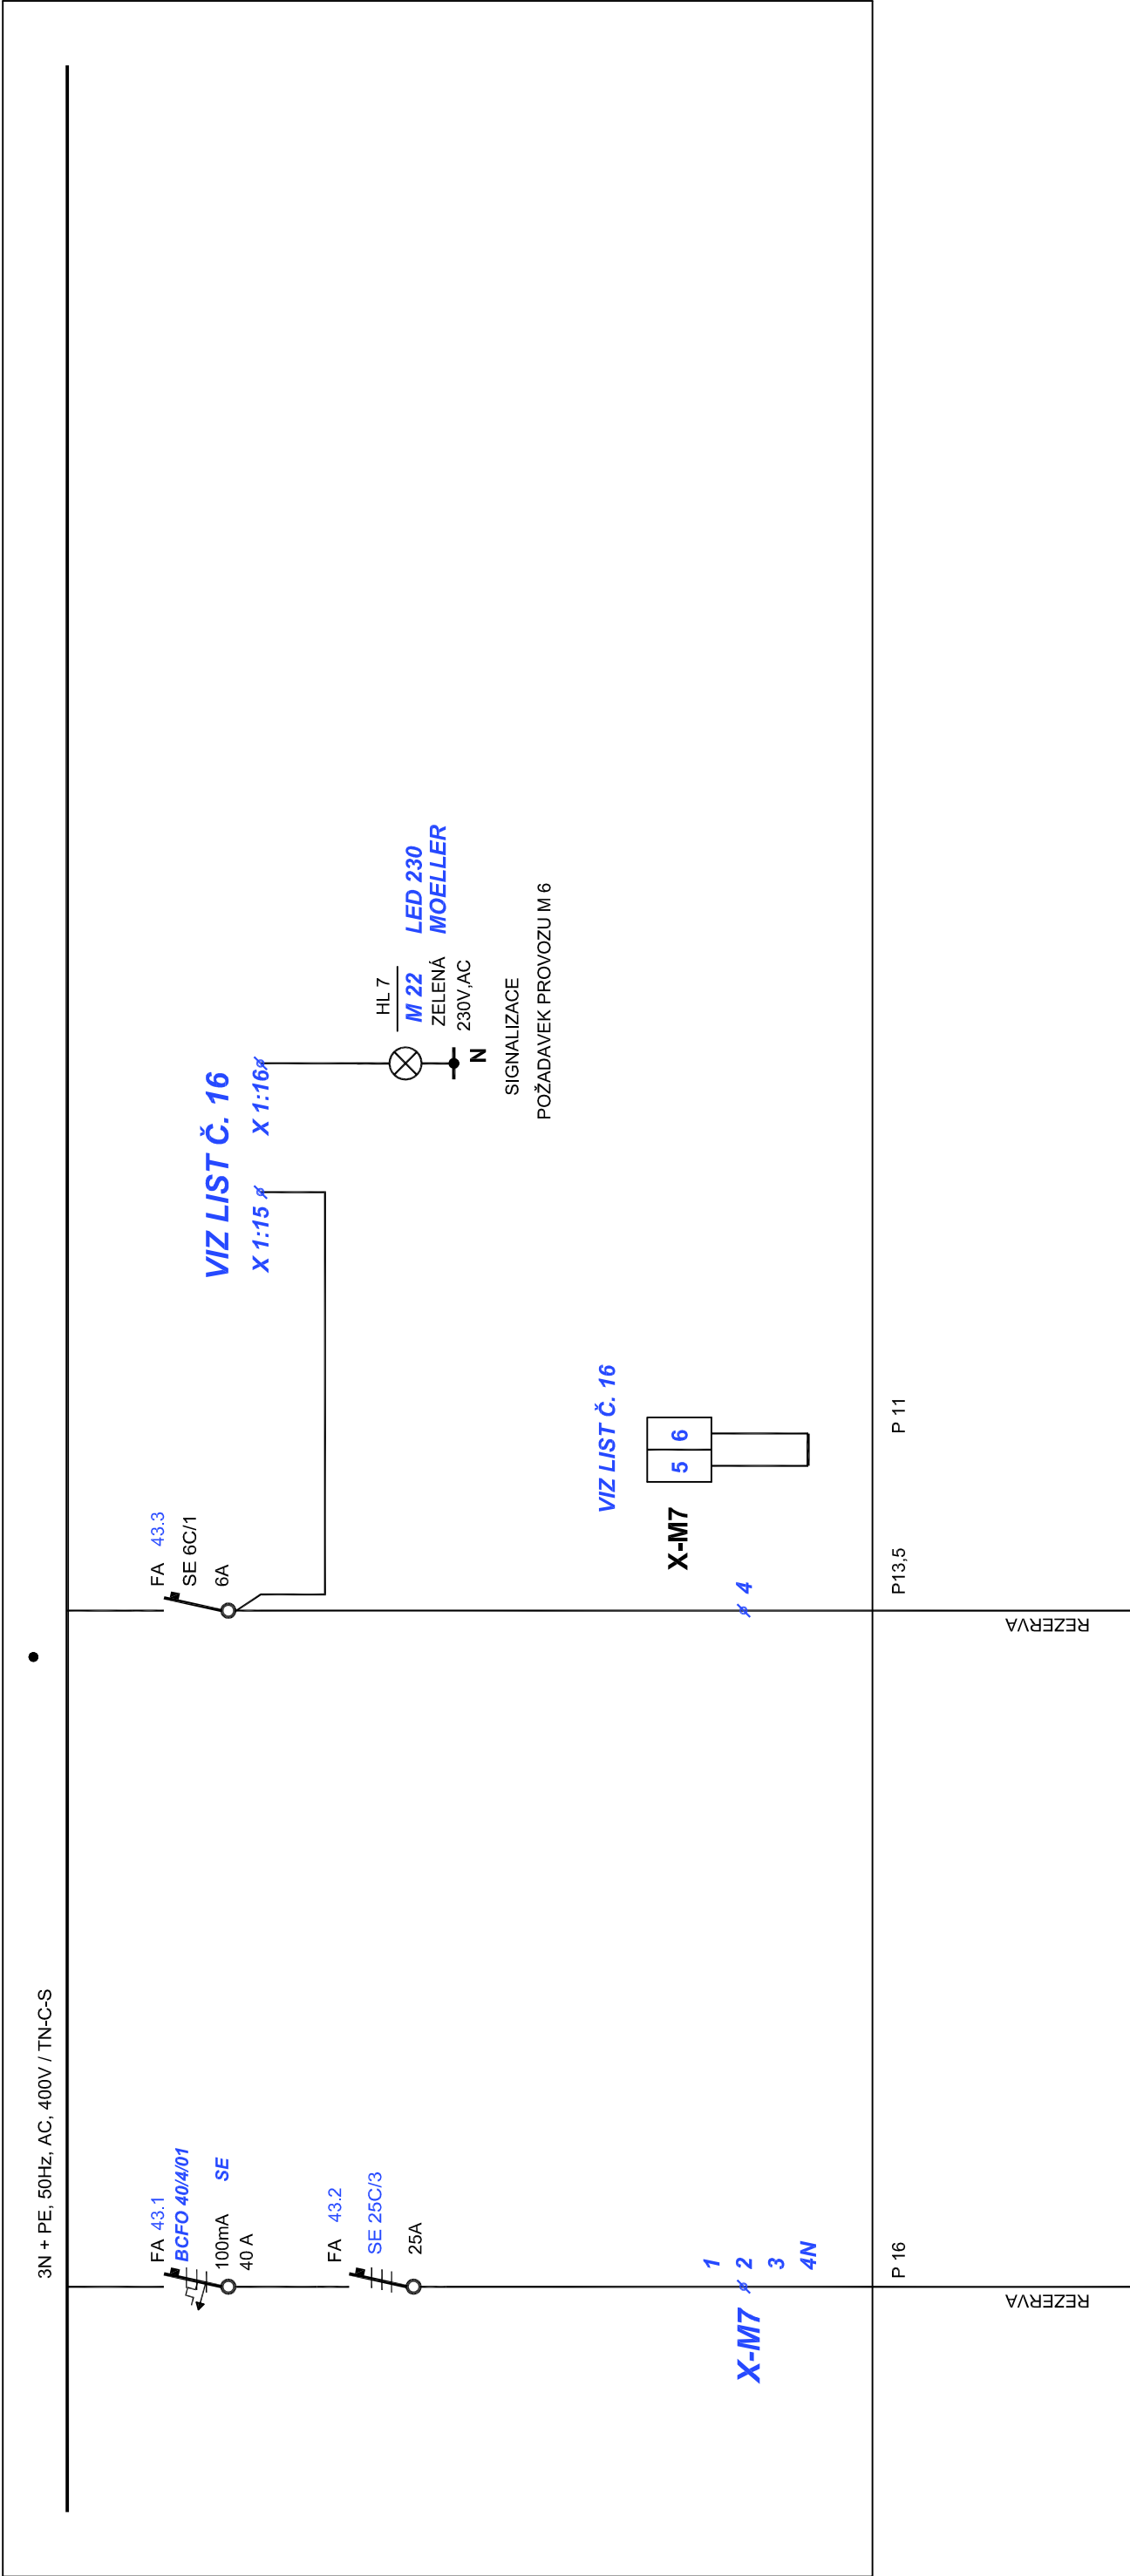 3N + PE, 50Hz, AC, 400V / TN-C-S
FA 43.1
BCFO 40/4/01
100mA SE
40 A
FA 43.2
SE 25C/3
25A
X-M7
1
2
3
4N
P 16
REZERVA
FA 43.3
SE 6C/1
6A
4
P13,5
REZERVA
VIZ LIST Č. 16
X-M7
5 6
P 11
VIZ LIST Č. 16
X 1:15
X 1:16
HL 7
M 22 LED 230
ZELENÁ MOELLER
230V,AC
N
SIGNALIZACE
POŽADAVEK PROVOZU M 6